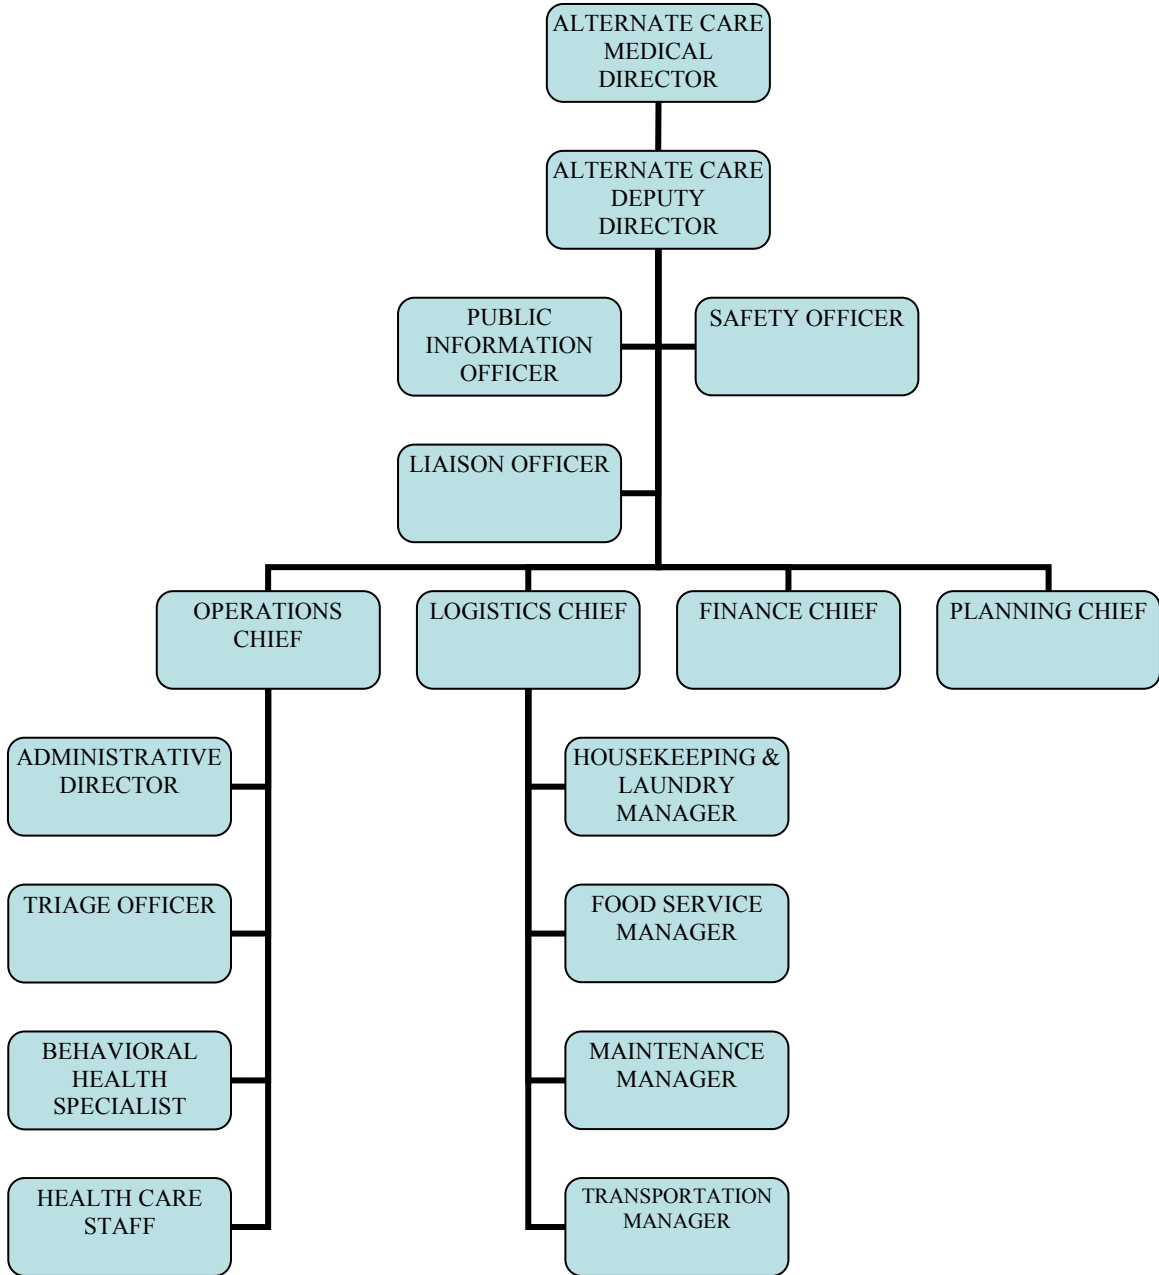 ALTERNATE CARE
MEDICAL
DIRECTOR
ALTERNATE CARE
DEPUTY
DIRECTOR
PUBLIC
INFORMATION
OFFICER
SAFETY OFFICER
LIAISON OFFICER
OPERATIONS
CHIEF
LOGISTICS CHIEF
FINANCE CHIEF
PLANNING CHIEF
ADMINISTRATIVE
DIRECTOR
HOUSEKEEPING &
LAUNDRY
MANAGER
TRIAGE OFFICER
FOOD SERVICE
MANAGER
BEHAVIORAL
HEALTH
SPECIALIST
MAINTENANCE
MANAGER
HEALTH CARE
STAFF
TRANSPORTATION
MANAGER